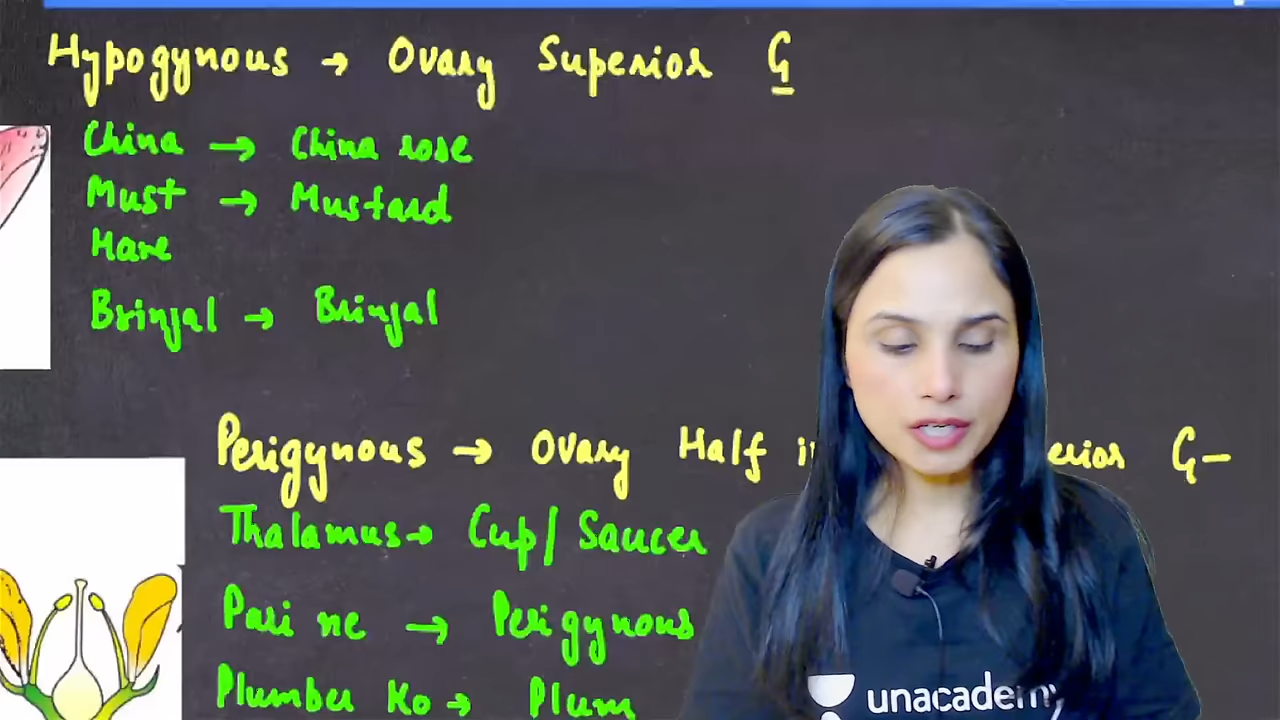 Hypogynous → Ovary Superior G
China → China rose
Must → Mustard
Hare
Brinjal → Brinjal
Perigynous → Ovary Half G–
Thalamus → Cup/ Saucer
Pari ne → Perigynous
Plumber Ko → Plum
unacademy